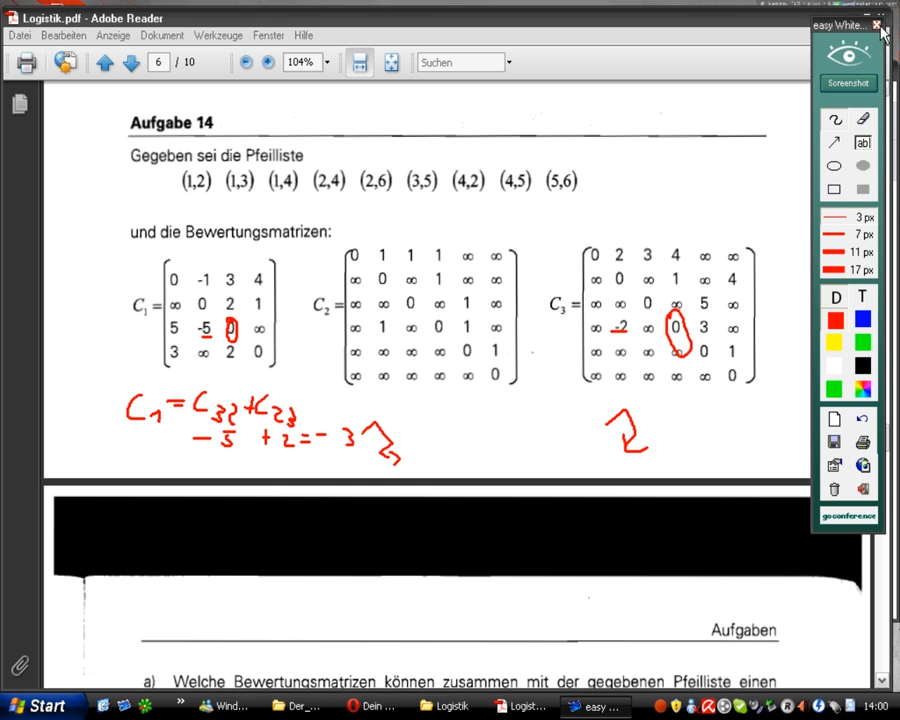 Logistik.pdf - Adobe Reader
Datei Bearbeiten Anzeige Dokument Werkzeuge Fenster Hilfe
6 / 10 104% Suchen
Aufgabe 14
Gegeben sei die Pfeilliste
(1,2) (1,3) (1,4) (2,4) (2,6) (3,5) (4,2) (4,5) (5,6)
und die Bewertungsmatrizen:
C1 =
0 -1 3 4
∞ 0 2 1
5 -5 0 ∞
3 ∞ 2 0
C2 =
0 1 1 1 ∞ ∞
∞ 0 ∞ 1 ∞ ∞
∞ ∞ 0 ∞ 1 ∞
∞ 1 ∞ 0 1 ∞
∞ ∞ ∞ ∞ 0 1
∞ ∞ ∞ ∞ ∞ 0
C3 =
0 2 3 4 ∞ ∞
∞ 0 ∞ 1 ∞ 4
∞ ∞ 0 ∞ 5 ∞
∞ -2 ∞ 0 3 ∞
∞ ∞ ∞ ∞ 0 1
∞ ∞ ∞ ∞ ∞ 0
C1 = C32 + C23
-5 + 2 = - 3
Aufgaben
a) Welche Bewertungsmatrizen können zusammen mit der gegebenen Pfeilliste einen
easy White...
Screenshot
ab
3 px
7 px
11 px
17 px
D T
goconference
Start » Wind... Der_... Dein ... Logistik Logist... easy ... 14:00